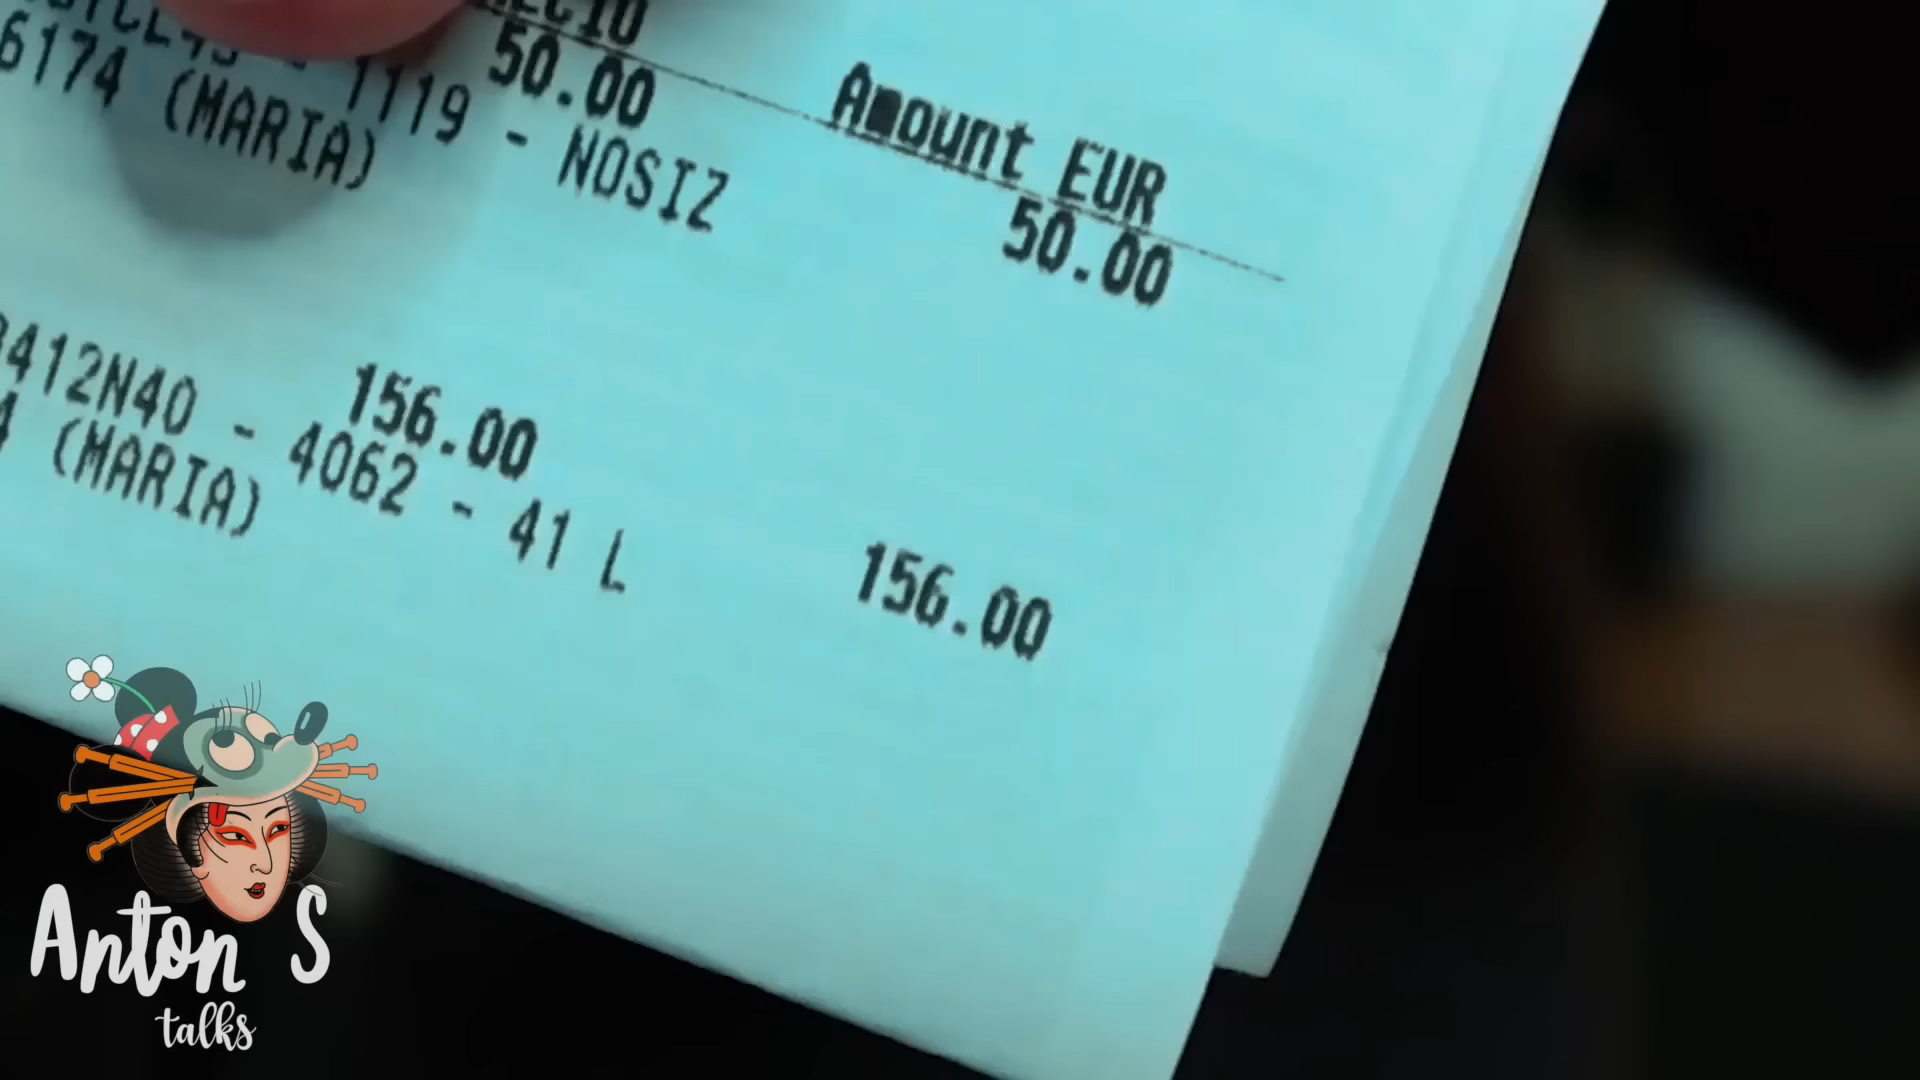 50.00
Amount EUR
- 1119 - NOSIZ
50.00
6174 (MARIA)
156.00
412N40 - 4062 - 41 L
156.00
(MARIA)
Anton S
talks